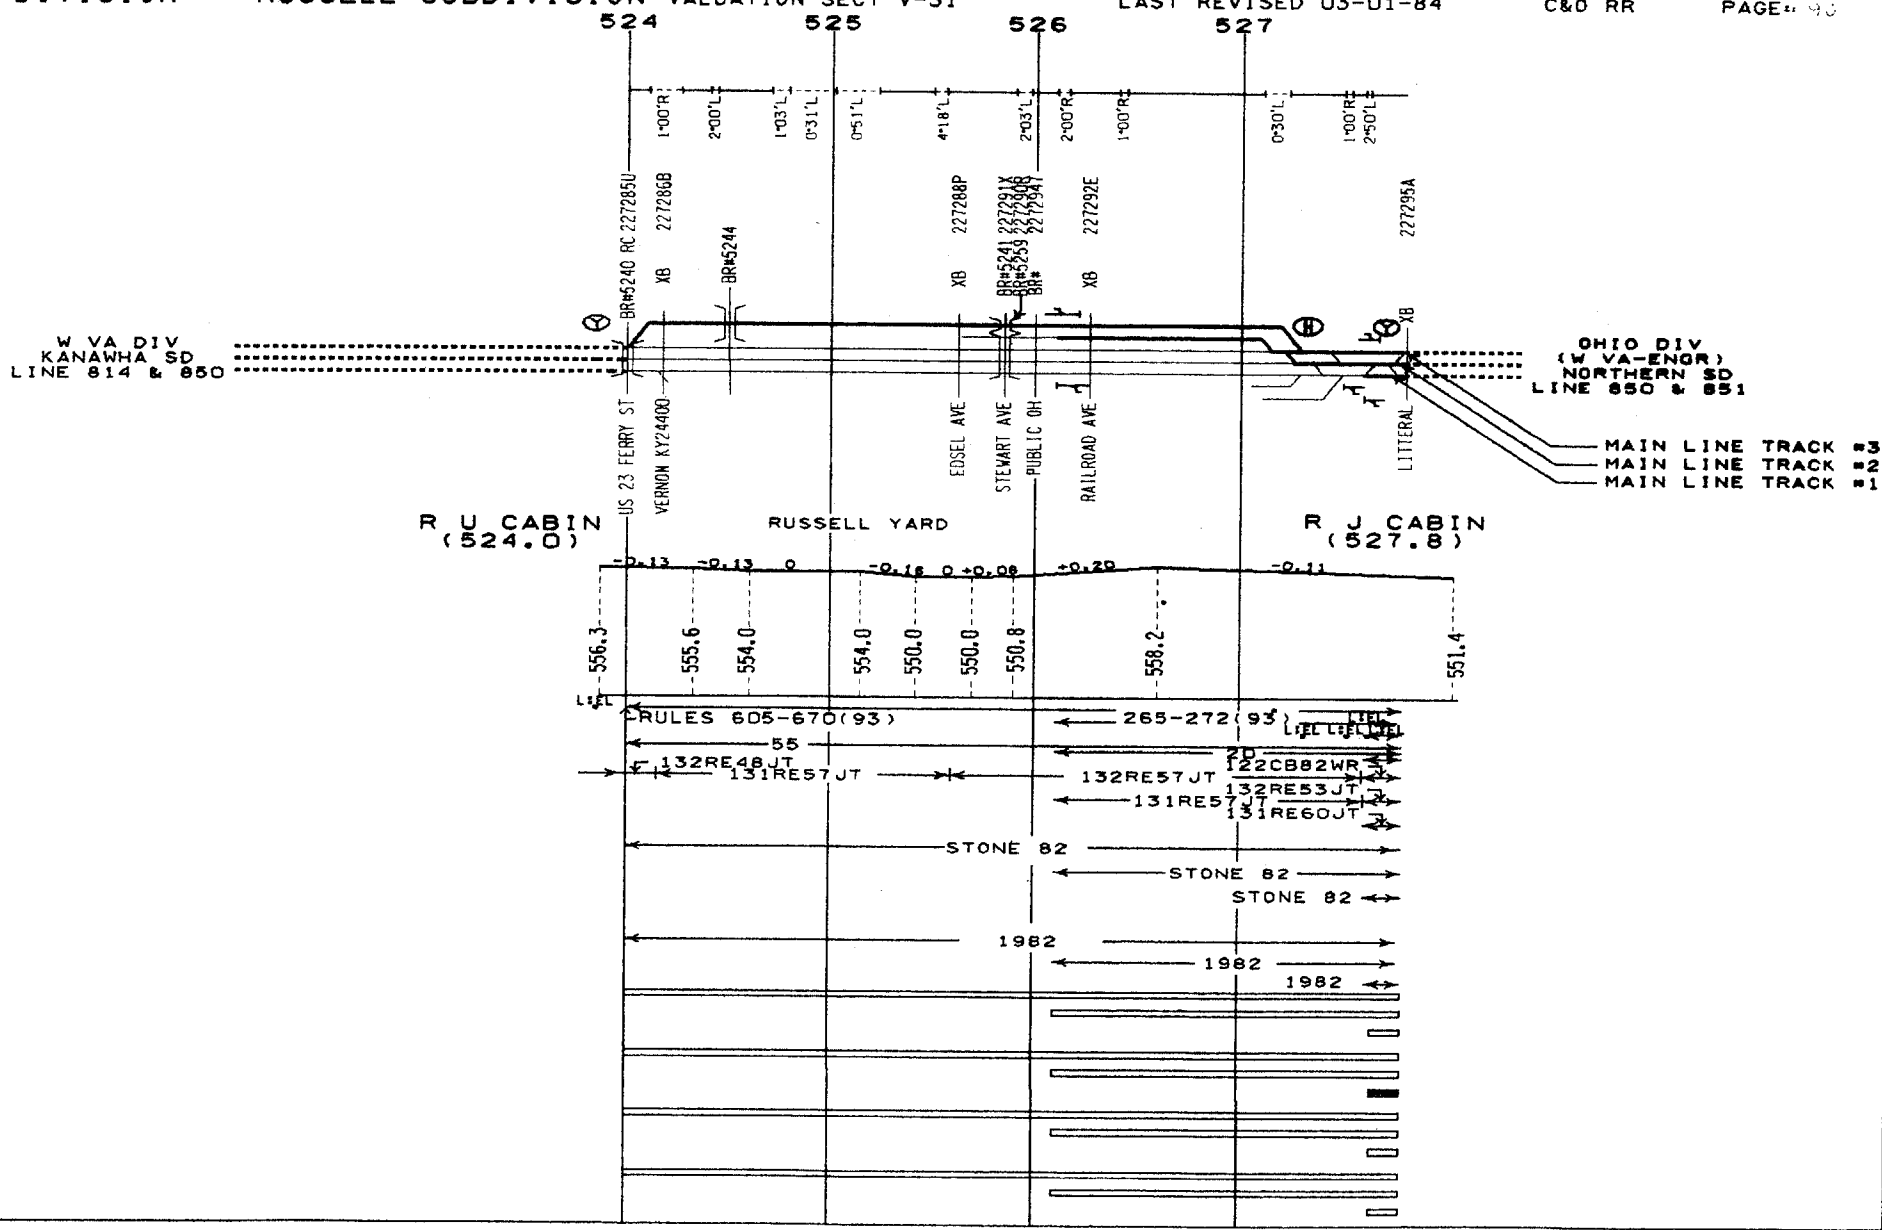 RUSSELL SUBDIVISION VALUATION SECT V-31 LAST REVISED 03-01-84 C&O RR PAGE#
524 525 526 527
1°00'R 2°00'L 1°03'L 0°31'L 0°51'L 4°18'L 2°03'L 2°00'R 1°00'R 0°30'L 1°00'R 2°50'L
BR#5240 RC 227285U
XB 227286B
BR#5244
XB 227288P
BR#5241 227291X
BR#5259
BR# 227294T
XB 227292E
XB 227295A
Y
H
Y
W VA DIV
KANAWHA SD
LINE 814 & 850
OHIO DIV
(W VA-ENGR)
NORTHERN SD
LINE 850 & 851
US 23 FERRY ST
VERNON KY24400
EDSEL AVE
STEWART AVE
PUBLIC OH
RAILROAD AVE
LITTERAL
MAIN LINE TRACK #3
MAIN LINE TRACK #2
MAIN LINE TRACK #1
R U CABIN
(524.0)
RUSSELL YARD
R J CABIN
(527.8)
-0.13 -0.13 0 -0.16 0 +0.08 +0.20 -0.11
556.3 555.6 554.0 554.0 550.0 550.0 550.8 558.2 551.4
RULES 605-670(93) 265-272(93)
55
20
132RE48JT
122CB82WR
131RE57JT
132RE57JT
132RE53JT
131RE57JT
131RE60JT
STONE 82
STONE 82
STONE 82
1982
1982
1982